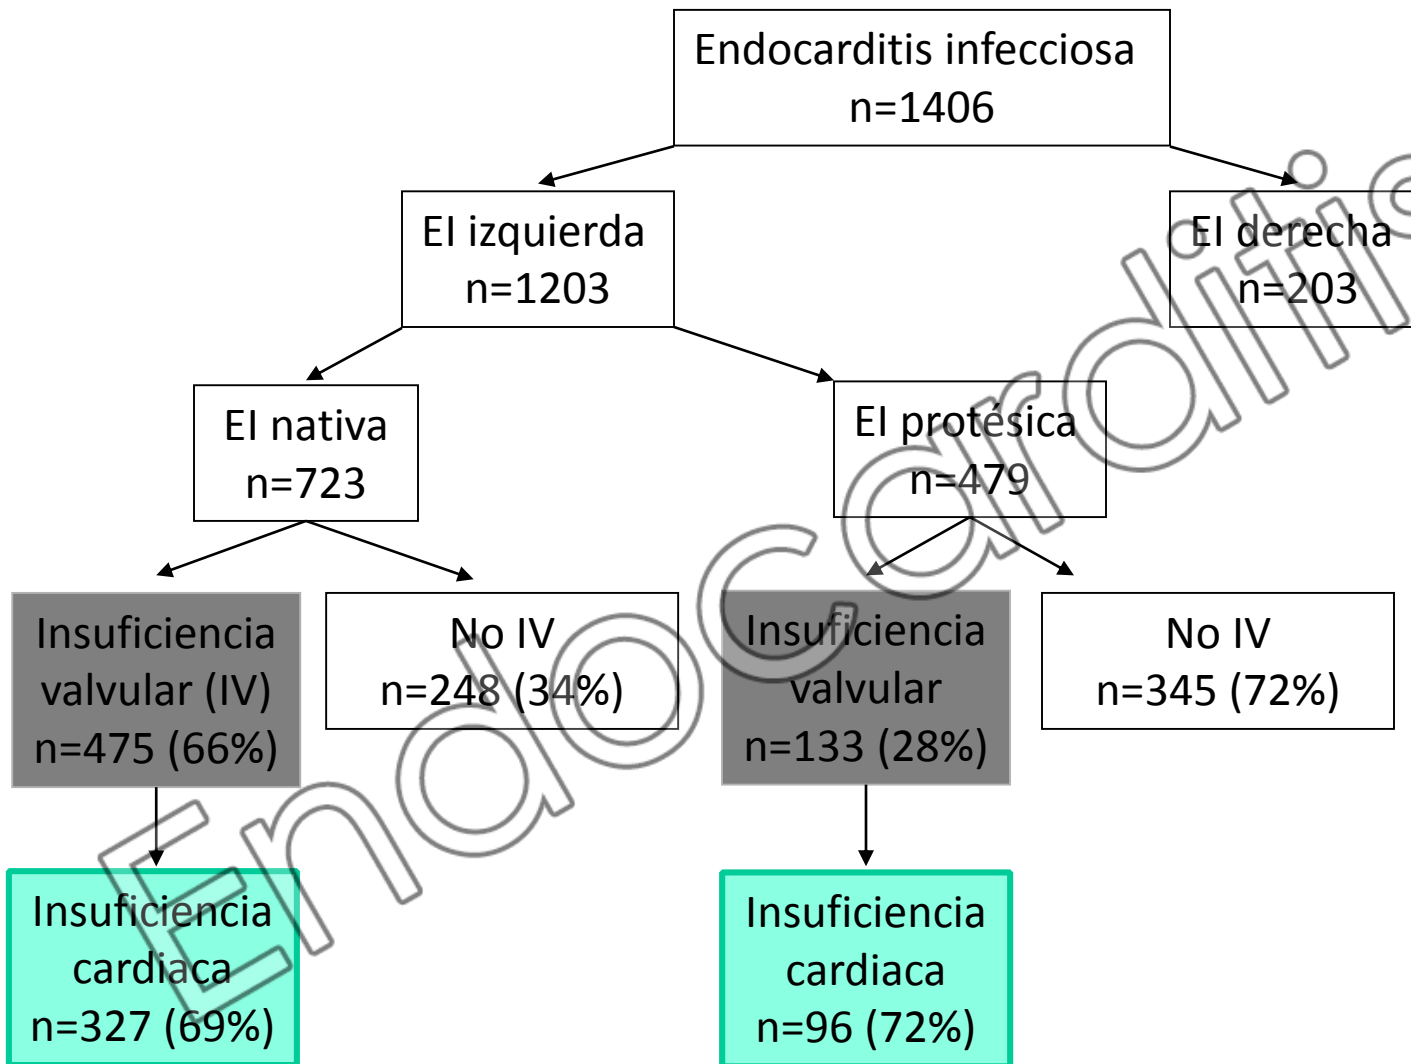 Endocarditis infecciosa
n=1406
EI izquierda
n=1203
EI derecha
n=203
EI nativa
n=723
EI protésica
n=479
Insuficiencia
valvular (IV)
n=475 (66%)
No IV
n=248 (34%)
Insuficiencia
valvular
n=133 (28%)
No IV
n=345 (72%)
Insuficiencia
cardiaca
n=327 (69%)
Insuficiencia
cardiaca
n=96 (72%)
Endocarditis